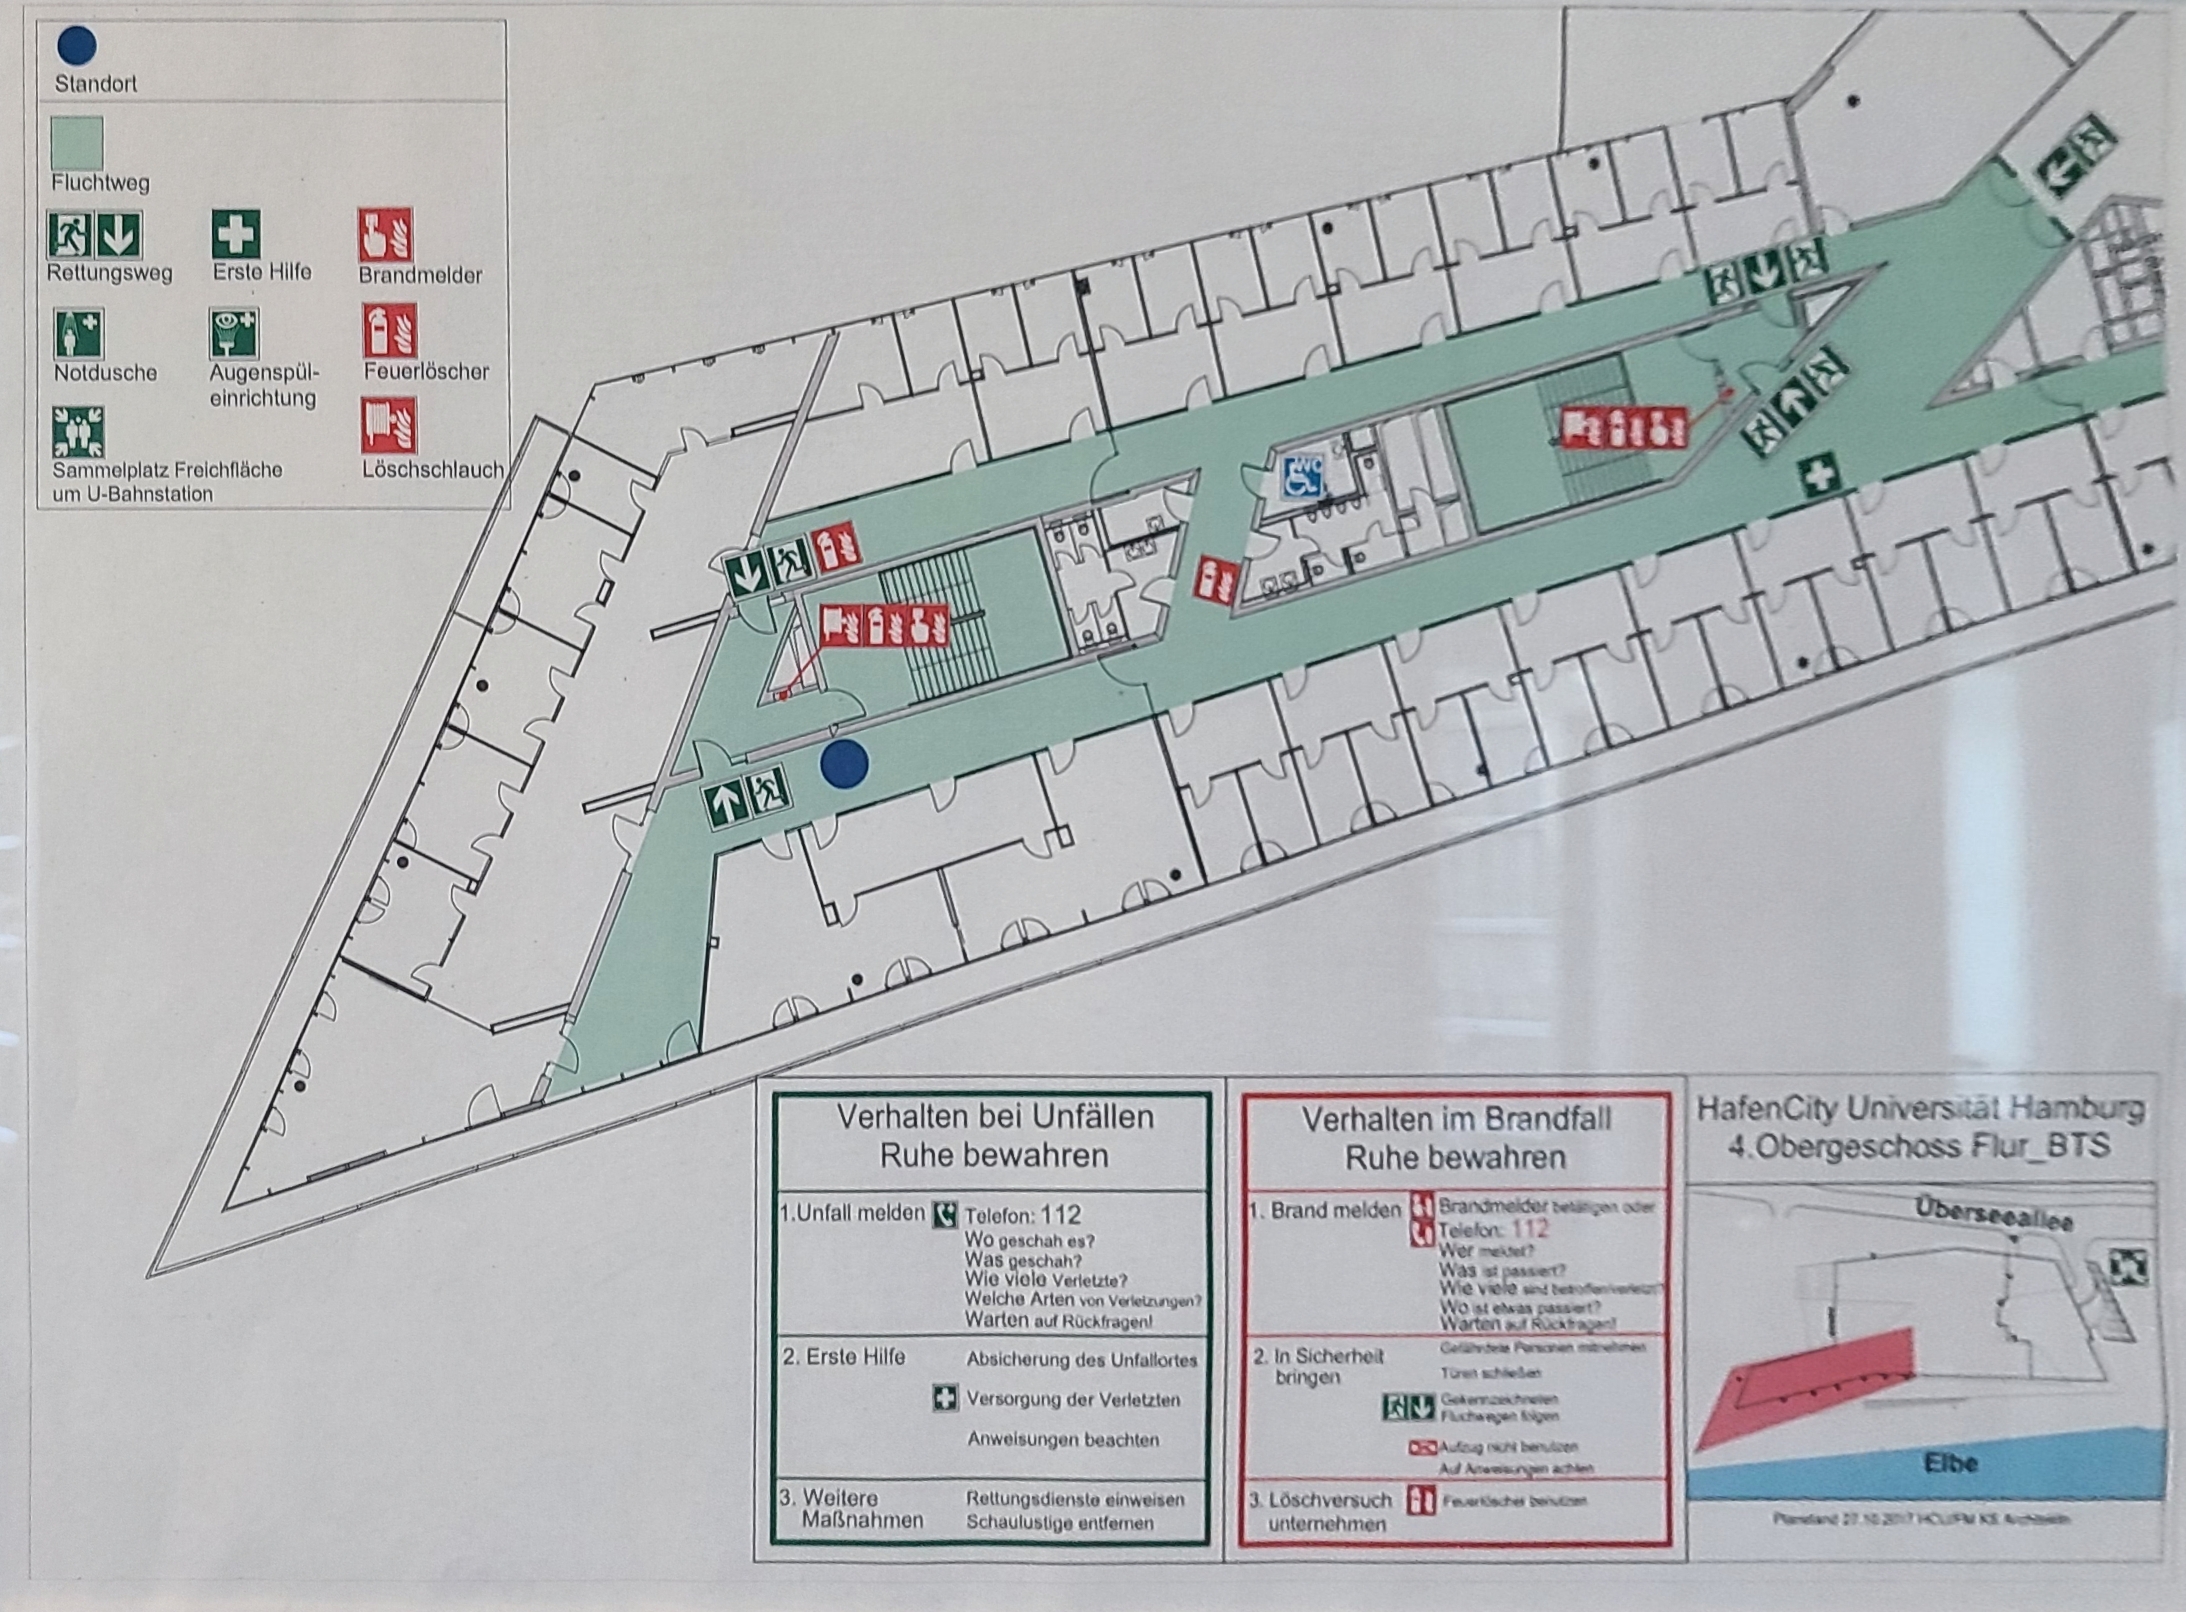 Standort
Fluchtweg
Rettungsweg
Erste Hilfe
Brandmelder
Notdusche
Augenspül-
einrichtung
Feuerlöscher
Sammelplatz Freichfläche
um U-Bahnstation
Löschschlauch
WC
Verhalten bei Unfällen
Ruhe bewahren
1.Unfall melden
Telefon: 112
Wo geschah es?
Was geschah?
Wie viele Verletzte?
Welche Arten von Verletzungen?
Warten auf Rückfragen!
2. Erste Hilfe
Absicherung des Unfallortes
Versorgung der Verletzten
Anweisungen beachten
3. Weitere
Maßnahmen
Rettungsdienste einweisen
Schaulustige entfernen
Verhalten im Brandfall
Ruhe bewahren
1. Brand melden
Brandmelder betätigen oder
Telefon: 112
Wer meldet?
Was ist passiert?
Wie viele sind betroffen/verletzt?
Wo ist etwas passiert?
Warten auf Rückfragen!
2. In Sicherheit
bringen
Gefährdete Personen mitnehmen
Türen schließen
Gekennzeichneten
Fluchtwegen folgen
Aufzug nicht benutzen
Auf Anweisungen achten
3. Löschversuch
unternehmen
Feuerlöscher benutzen
HafenCity Universität Hamburg
4.Obergeschoss Flur_BTS
Überseeallee
Elbe
Planstand 27.10.2017 HCU/FM